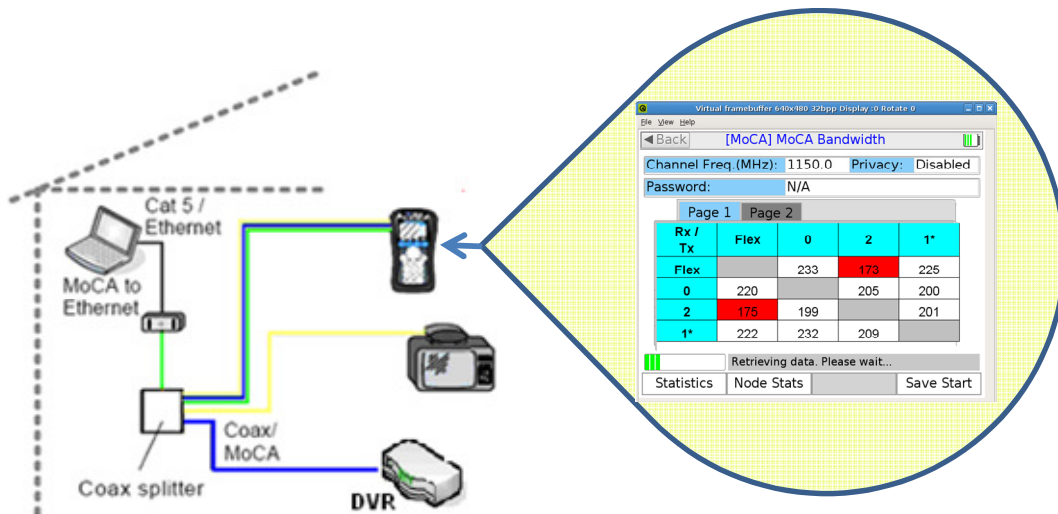 Cat 5 /
Ethernet
MoCA to
Ethernet
Coax splitter
Coax/
MoCA
DVR
Virtual framebuffer 640x480 32bpp Display :0 Rotate 0
File View Help
Back [MoCA] MoCA Bandwidth
Channel Freq.(MHz): 1150.0 Privacy: Disabled
Password: N/A
Page 1 Page 2
Rx / Tx Flex 0 2 1*
Flex 233 173 225
0 220 205 200
2 175 199 201
1* 222 232 209
Retrieving data. Please wait...
Statistics Node Stats Save Start